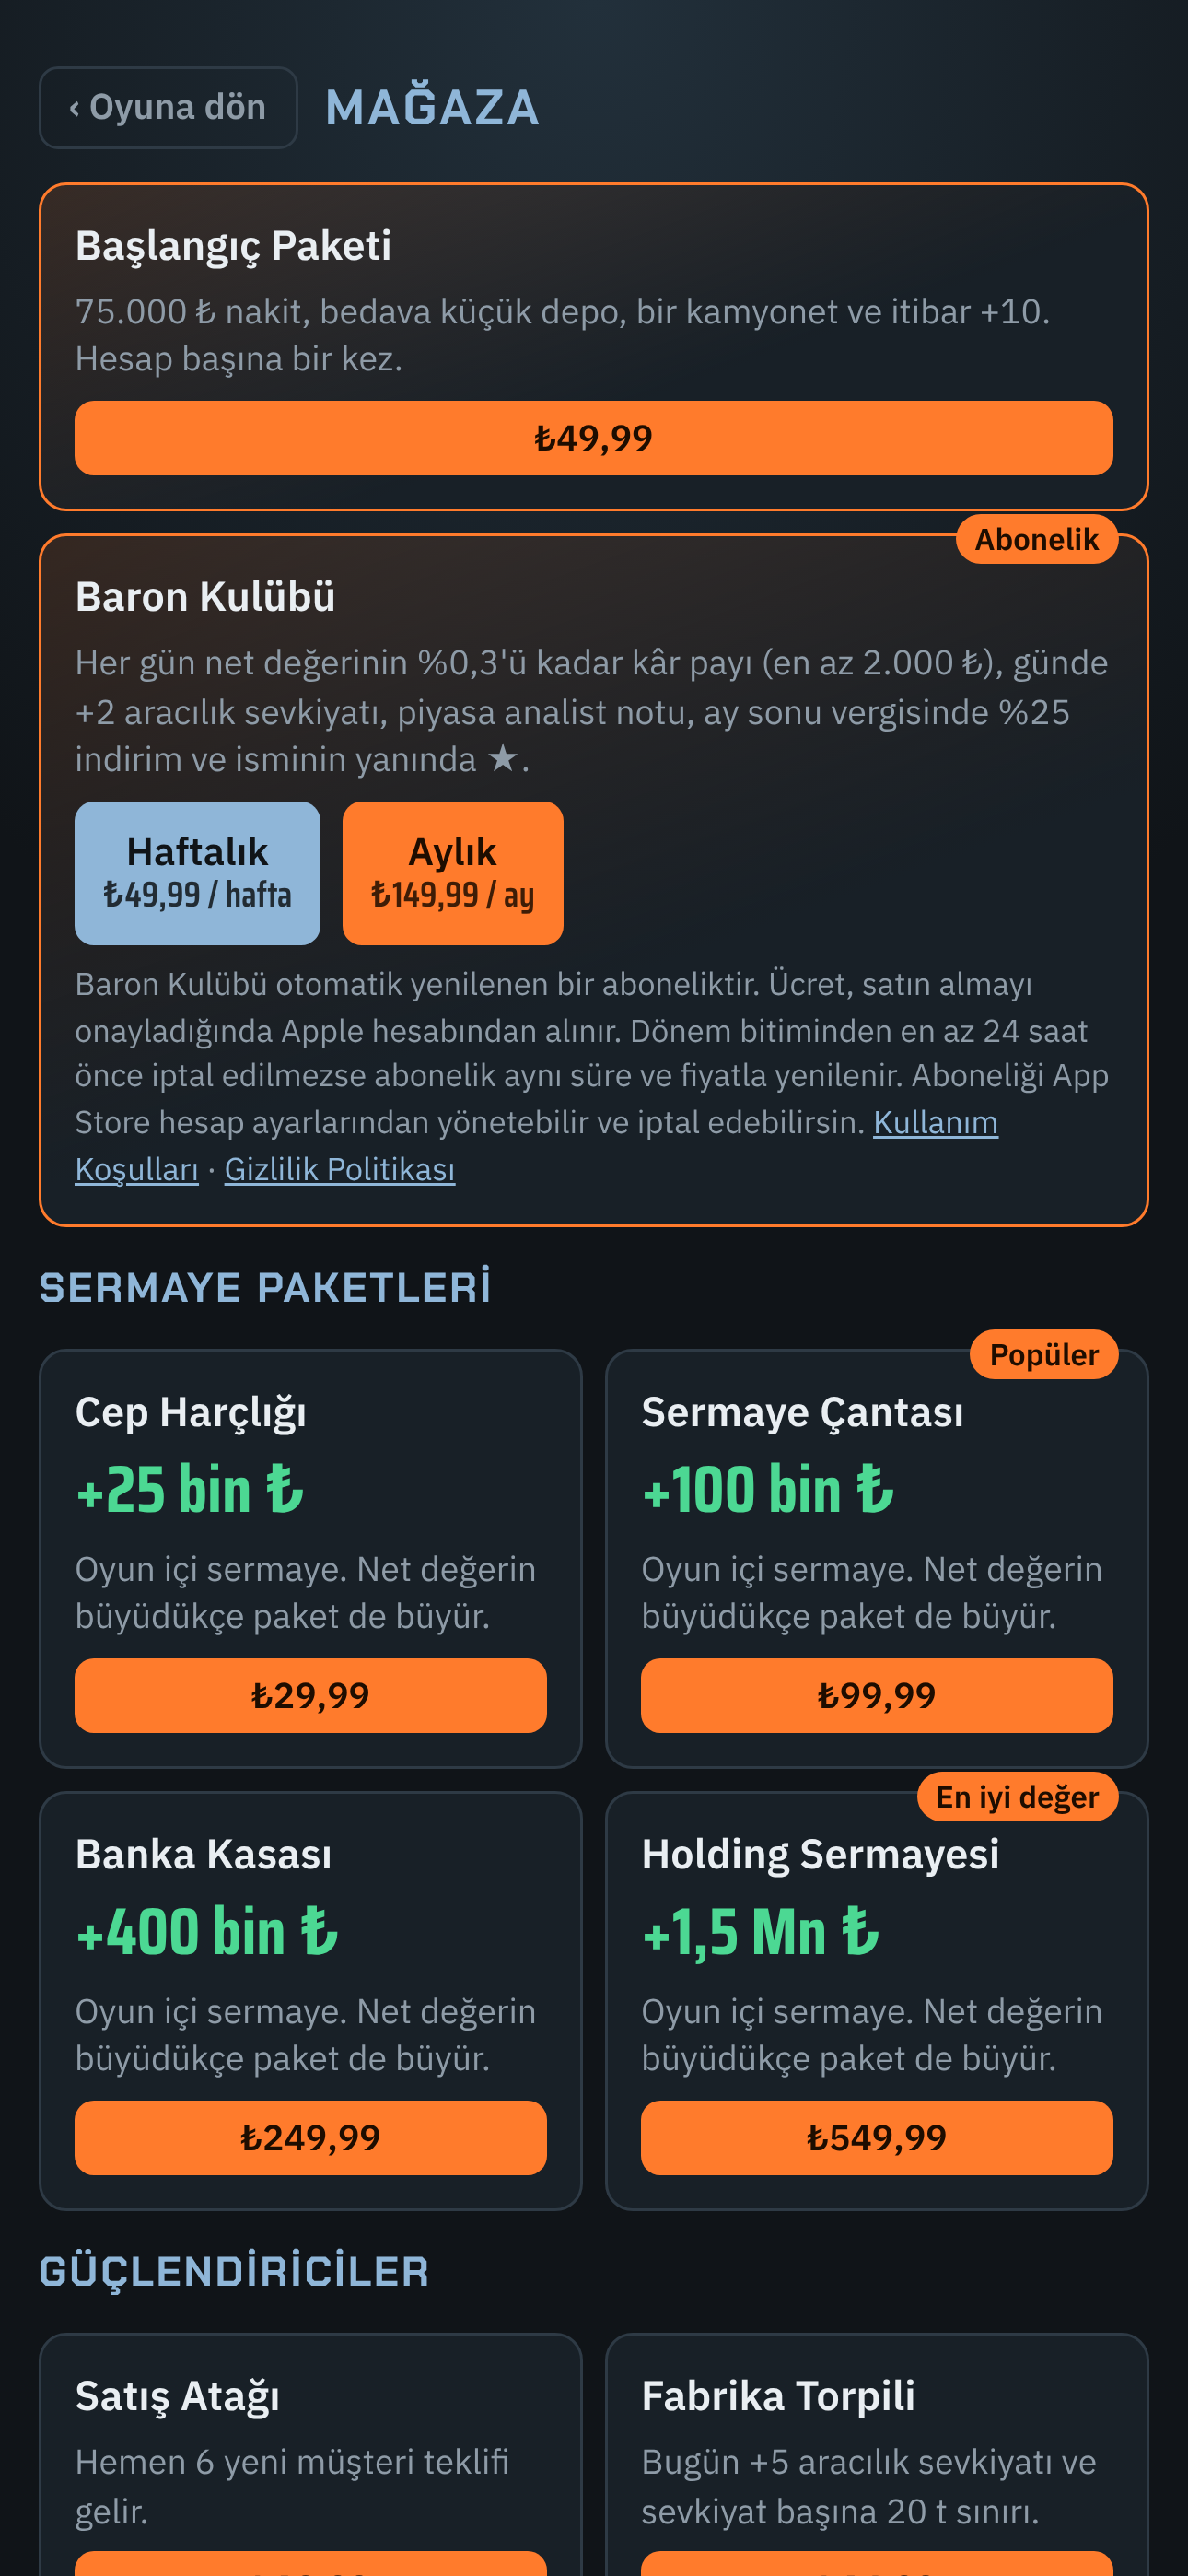 ‹ Oyuna dön
MAĞAZA
Başlangıç Paketi
75.000 ₺ nakit, bedava küçük depo, bir kamyonet ve itibar +10.
Hesap başına bir kez.
₺49,99
Abonelik
Baron Kulübü
Her gün net değerinin %0,3'ü kadar kâr payı (en az 2.000 ₺), günde
+2 aracılık sevkiyatı, piyasa analist notu, ay sonu vergisinde %25
indirim ve isminin yanında ★.
Haftalık
₺49,99 / hafta
Aylık
₺149,99 / ay
Baron Kulübü otomatik yenilenen bir aboneliktir. Ücret, satın almayı
onayladığında Apple hesabından alınır. Dönem bitiminden en az 24 saat
önce iptal edilmezse abonelik aynı süre ve fiyatla yenilenir. Aboneliği App
Store hesap ayarlarından yönetebilir ve iptal edebilirsin. Kullanım
Koşulları · Gizlilik Politikası
SERMAYE PAKETLERİ
Cep Harçlığı
+25 bin ₺
Oyun içi sermaye. Net değerin
büyüdükçe paket de büyür.
₺29,99
Popüler
Sermaye Çantası
+100 bin ₺
Oyun içi sermaye. Net değerin
büyüdükçe paket de büyür.
₺99,99
Banka Kasası
+400 bin ₺
Oyun içi sermaye. Net değerin
büyüdükçe paket de büyür.
₺249,99
En iyi değer
Holding Sermayesi
+1,5 Mn ₺
Oyun içi sermaye. Net değerin
büyüdükçe paket de büyür.
₺549,99
GÜÇLENDİRİCİLER
Satış Atağı
Hemen 6 yeni müşteri teklifi
gelir.
Fabrika Torpili
Bugün +5 aracılık sevkiyatı ve
sevkiyat başına 20 t sınırı.